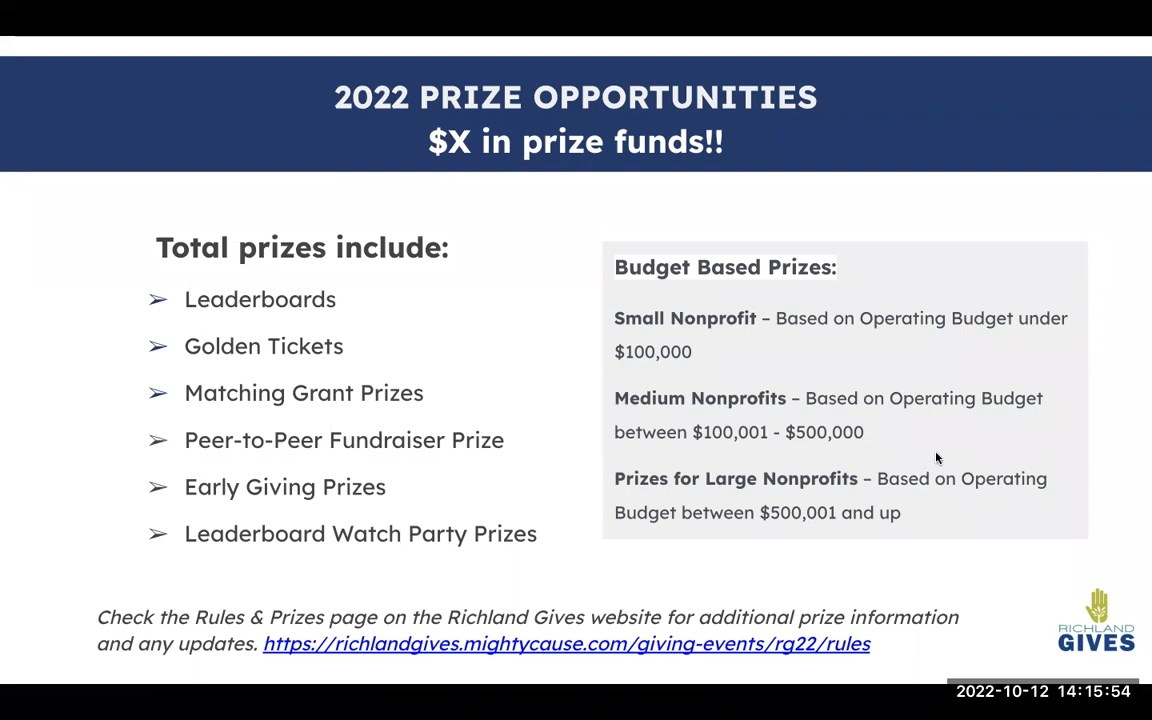 2022 PRIZE OPPORTUNITIES
$X in prize funds!!
Total prizes include:
➢ Leaderboards
➢ Golden Tickets
➢ Matching Grant Prizes
➢ Peer-to-Peer Fundraiser Prize
➢ Early Giving Prizes
➢ Leaderboard Watch Party Prizes
Budget Based Prizes:
Small Nonprofit – Based on Operating Budget under
$100,000
Medium Nonprofits – Based on Operating Budget
between $100,001 - $500,000
Prizes for Large Nonprofits – Based on Operating
Budget between $500,001 and up
Check the Rules & Prizes page on the Richland Gives website for additional prize information
and any updates. https://richlandgives.mightycause.com/giving-events/rg22/rules
RICHLAND
GIVES
2022-10-12 14:15:54